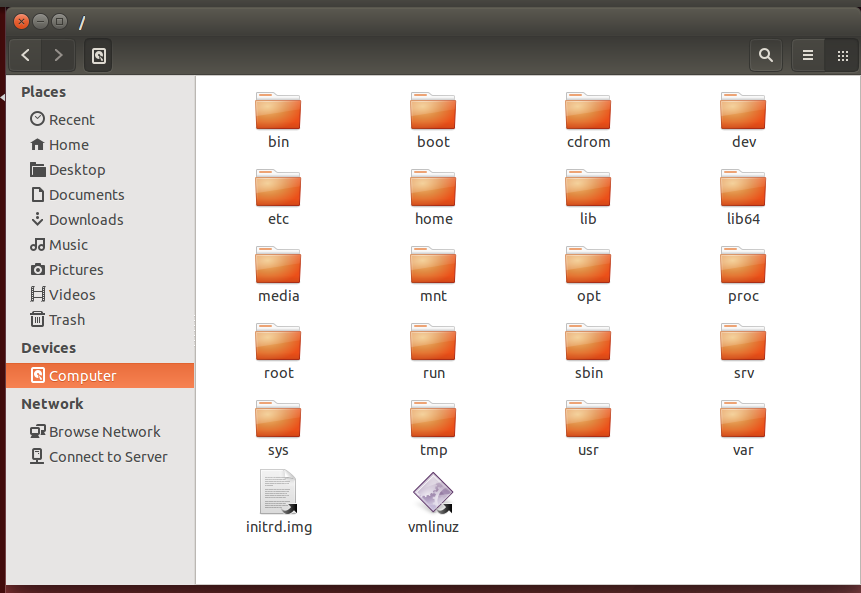 /
Places
Recent
Home
Desktop
Documents
Downloads
Music
Pictures
Videos
Trash
Devices
Computer
Network
Browse Network
Connect to Server
bin boot cdrom dev
etc home lib lib64
media mnt opt proc
root run sbin srv
sys tmp usr var
initrd.img vmlinuz